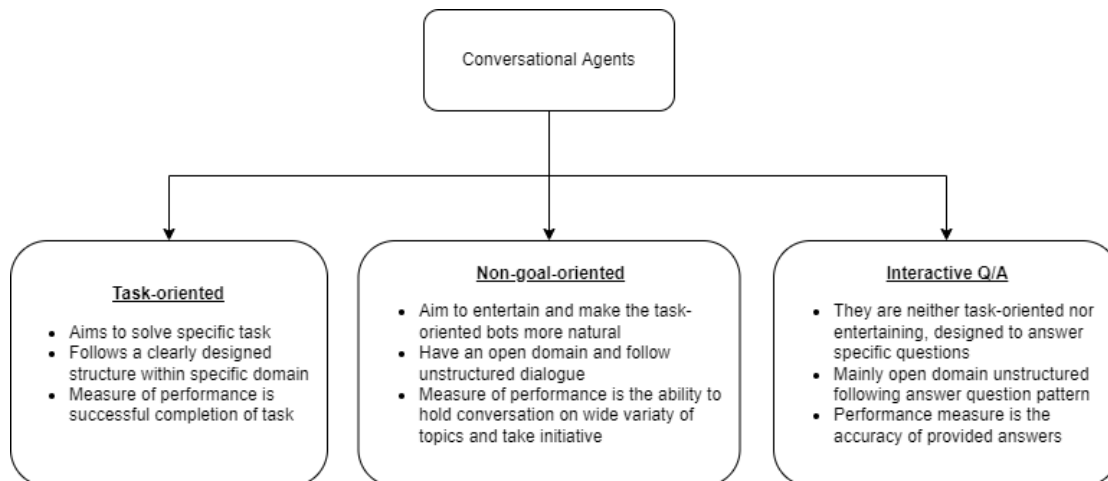 Conversational Agents
Task-oriented
• Aims to solve specific task
• Follows a clearly designed
structure within specific domain
• Measure of performance is
successful completion of task
Non-goal-oriented
• Aim to entertain and make the task-
oriented bots more natural
• Have an open domain and follow
unstructured dialogue
• Measure of performance is the ability to
hold conversation on wide variaty of
topics and take initiative
Interactive Q/A
• They are neither task-oriented nor
entertaining, designed to answer
specific questions
• Mainly open domain unstructured
following answer question pattern
• Performance measure is the
accuracy of provided answers